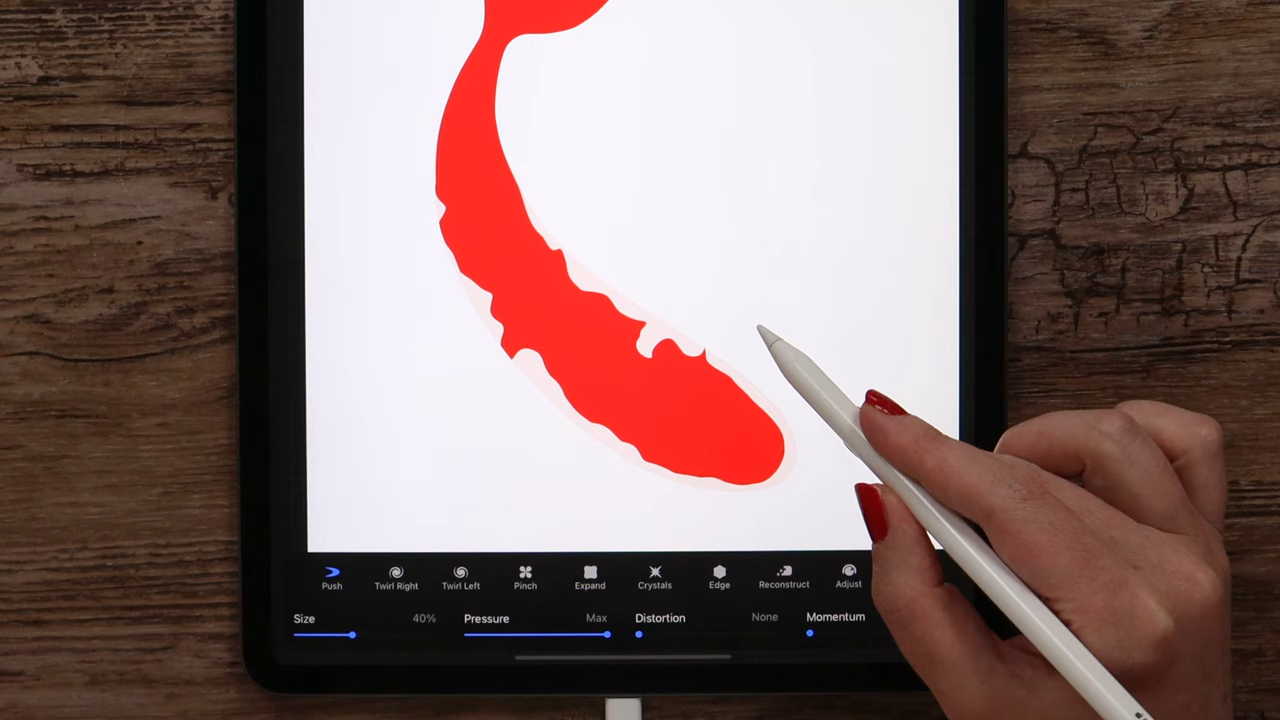 Push Twirl Right Twirl Left Pinch Expand Crystals Edge Reconstruct Adjust
Size 40% Pressure Max Distortion None Momentum